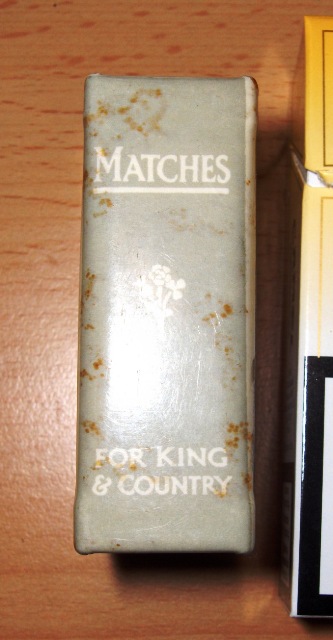 MATCHES
FOR KING
& COUNTRY